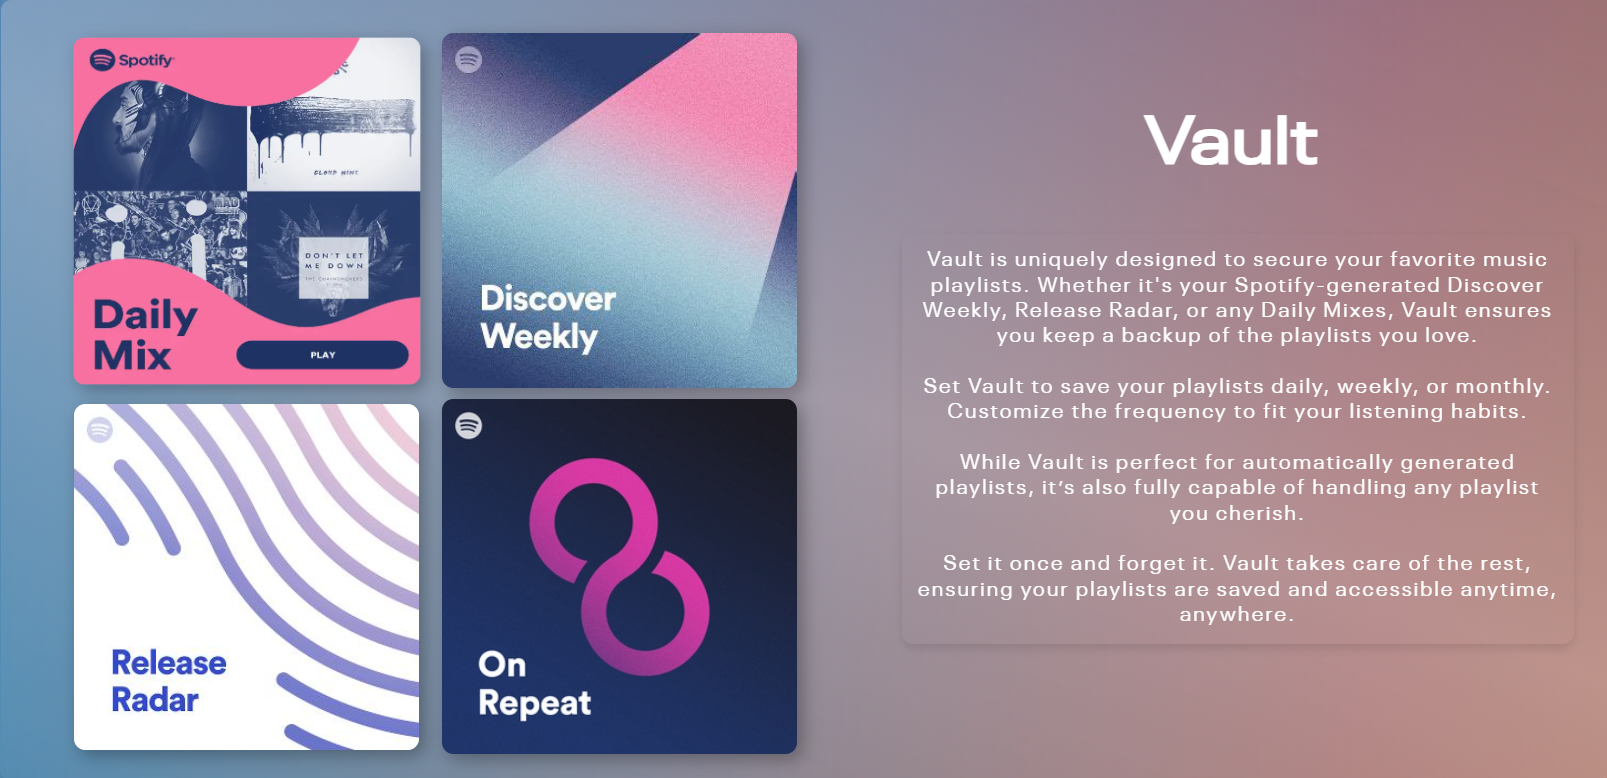 Spotify
CLOUD NINE
DON'T LET
ME DOWN
THE CHAINSMOKERS
Daily
Mix
PLAY
Discover
Weekly
Release
Radar
On
Repeat
Vault
Vault is uniquely designed to secure your favorite music
playlists. Whether it's your Spotify-generated Discover
Weekly, Release Radar, or any Daily Mixes, Vault ensures
you keep a backup of the playlists you love.
Set Vault to save your playlists daily, weekly, or monthly.
Customize the frequency to fit your listening habits.
While Vault is perfect for automatically generated
playlists, it’s also fully capable of handling any playlist
you cherish.
Set it once and forget it. Vault takes care of the rest,
ensuring your playlists are saved and accessible anytime,
anywhere.